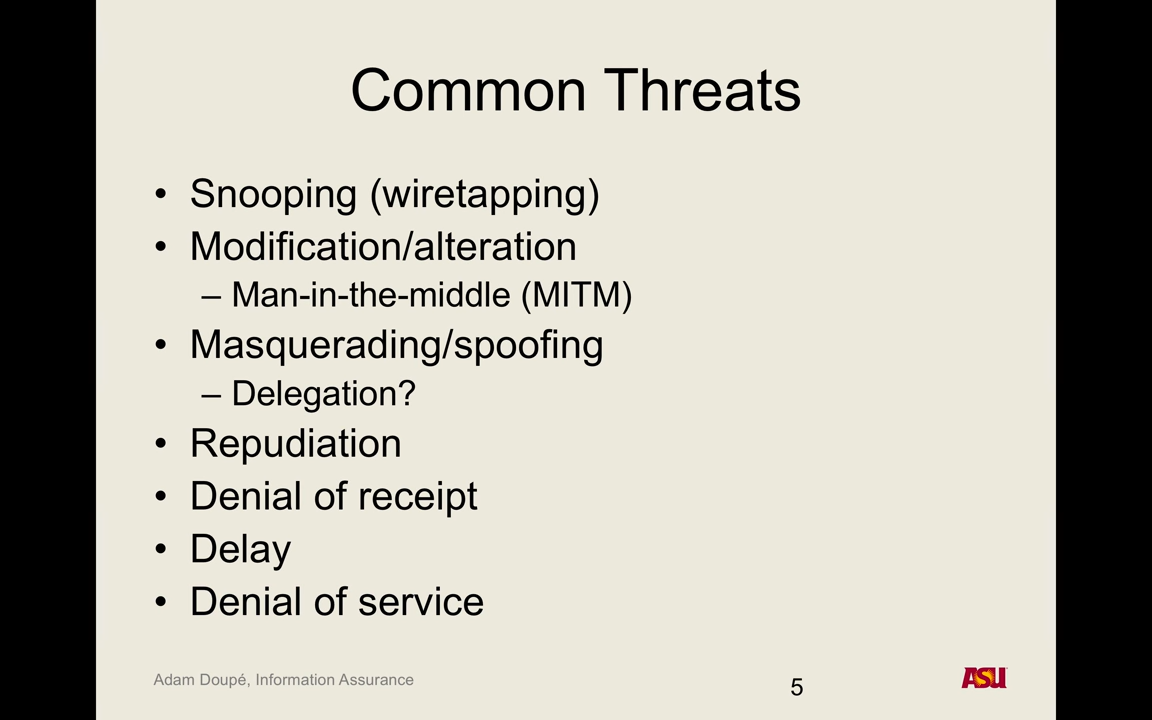 Common Threats
• Snooping (wiretapping)
• Modification/alteration
– Man-in-the-middle (MITM)
• Masquerading/spoofing
– Delegation?
• Repudiation
• Denial of receipt
• Delay
• Denial of service
Adam Doupé, Information Assurance
5
ASU